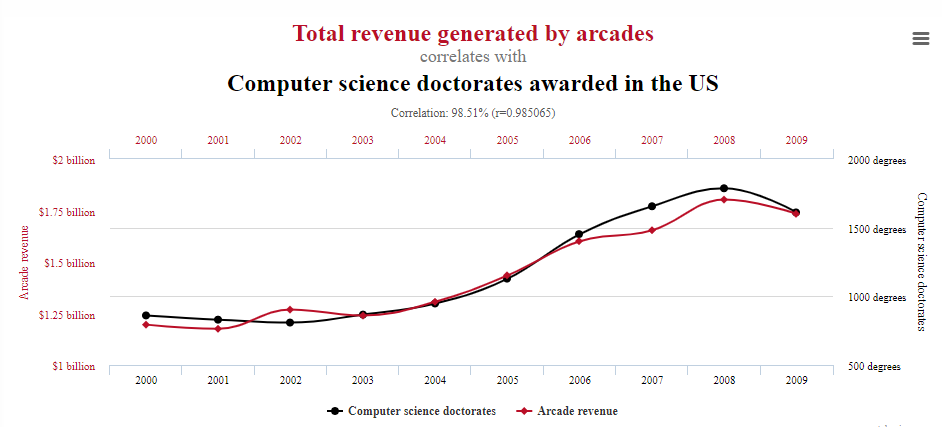 Total revenue generated by arcades
correlates with
Computer science doctorates awarded in the US
Correlation: 98.51% (r=0.985065)
2000 2001 2002 2003 2004 2005 2006 2007 2008 2009
$2 billion 2000 degrees
$1.75 billion
1500 degrees
$1.5 billion
1000 degrees
$1.25 billion
$1 billion 500 degrees
Arcade revenue
Computer science doctorates
2000 2001 2002 2003 2004 2005 2006 2007 2008 2009
Computer science doctorates Arcade revenue